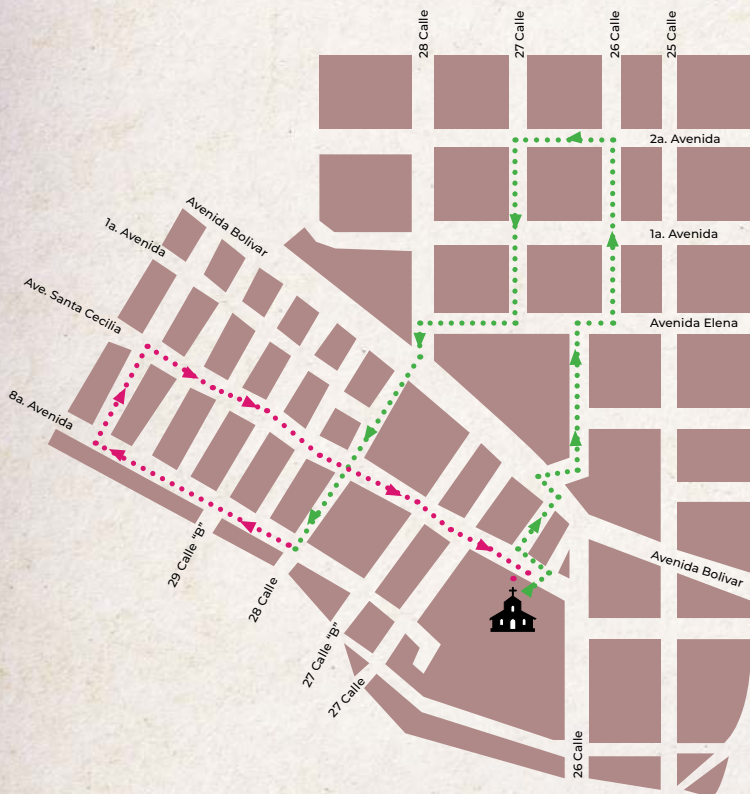 28 Calle
27 Calle
26 Calle
25 Calle
2a. Avenida
Avenida Bolivar
1a. Avenida
1a. Avenida
Ave. Santa Cecilia
Avenida Elena
8a. Avenida
29 Calle "B"
Avenida Bolivar
28 Calle
27 Calle "B"
27 Calle
26 Calle